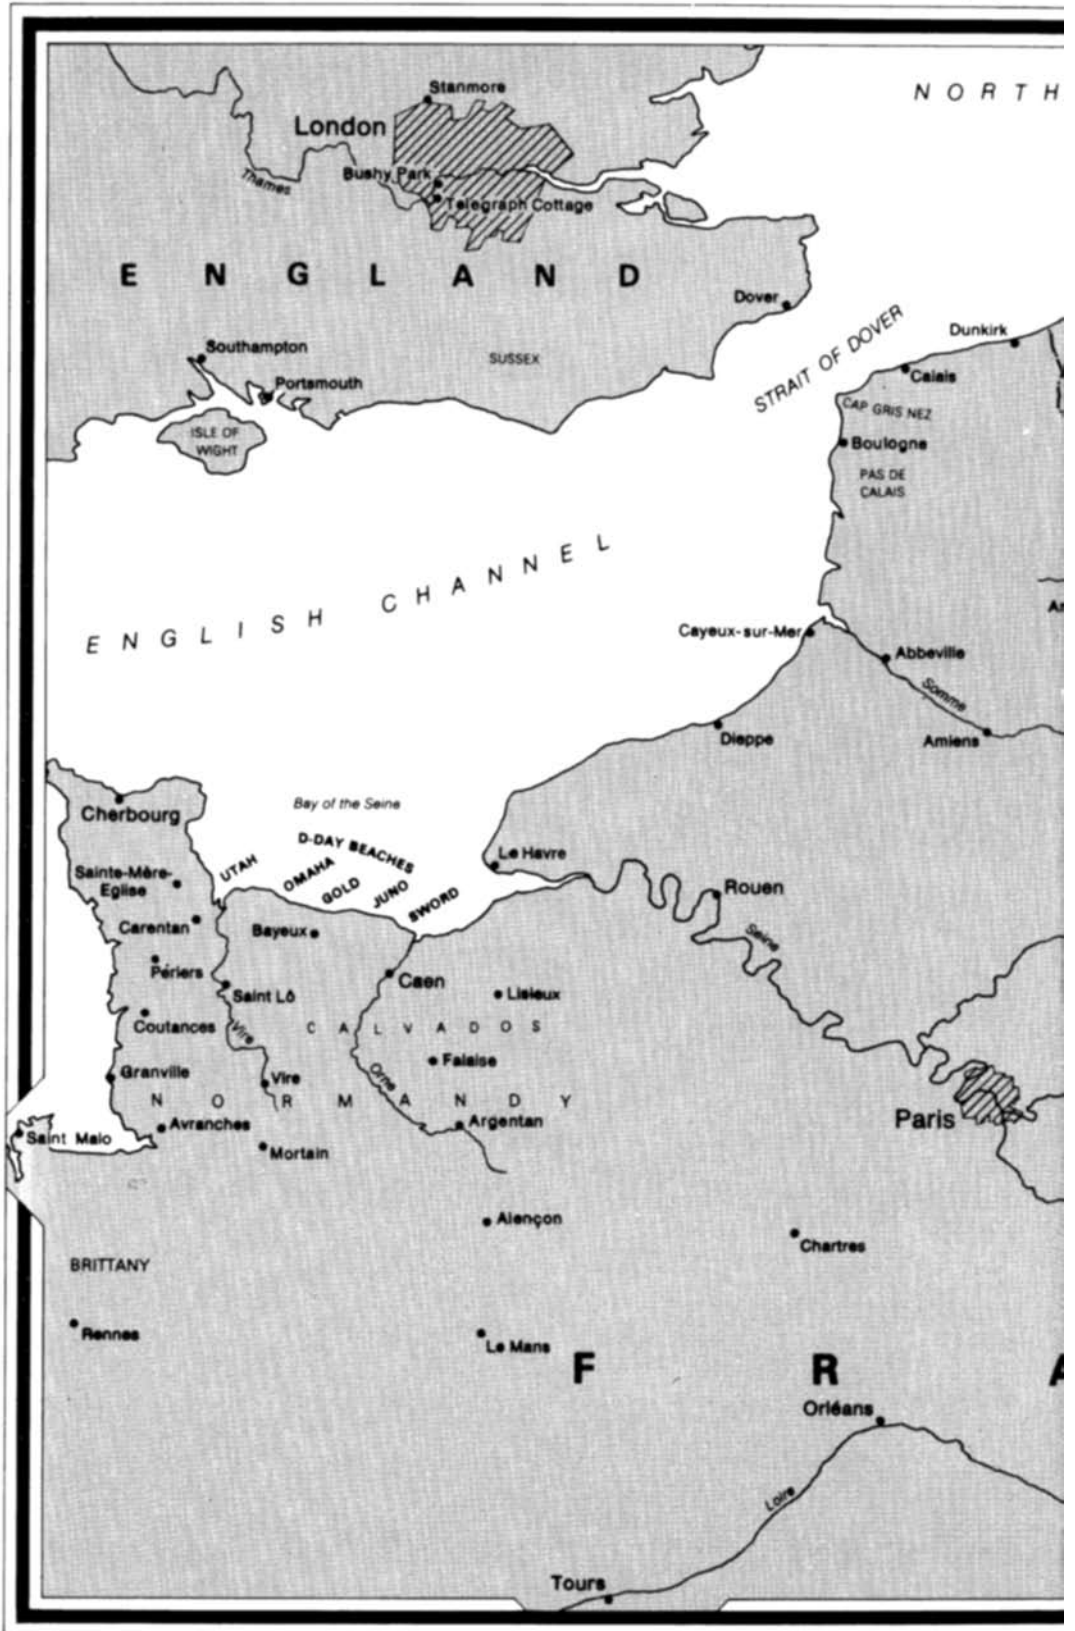 Stanmore
NORTH
London
Bushy Park
Thames
Telegraph Cottage
ENGLAND
Dover
STRAIT OF DOVER
Dunkirk
Southampton
SUSSEX
Calais
Portsmouth
CAP GRIS NEZ
ISLE OF
WIGHT
Boulogne
PAS DE
CALAIS
ENGLISH CHANNEL
Cayeux-sur-Mer
Abbeville
Somme
Dieppe
Amiens
Bay of the Seine
Cherbourg
D-DAY BEACHES
UTAH
OMAHA
GOLD
JUNO
SWORD
Le Havre
Sainte-Mère-
Eglise
Rouen
Carentan
Bayeux
Seine
Périers
Caen
Saint Lô
Lisieux
Coutances
Vire
CALVADOS
Falaise
Granville
Vire
Orne
NORMANDY
Paris
Avranches
Argentan
Saint Malo
Mortain
Alençon
Chartres
BRITTANY
Rennes
Le Mans
F R A
Orléans
Loire
Tours